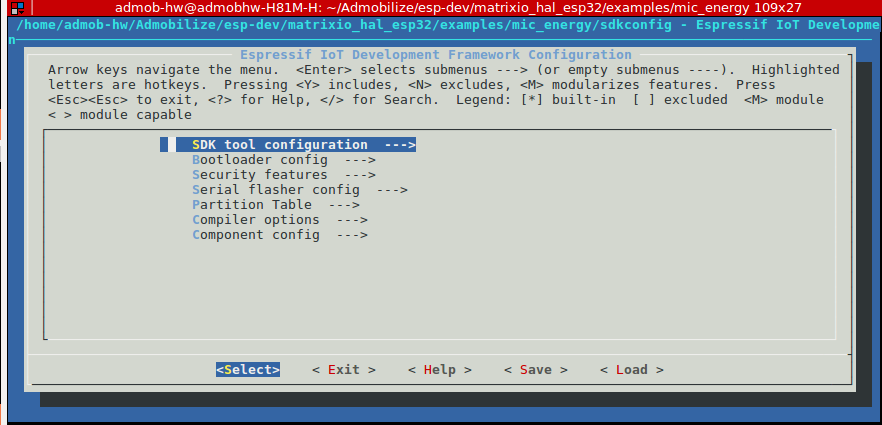 admob-hw@admobhw-H81M-H: ~/Admobilize/esp-dev/matrixio_hal_esp32/examples/mic_energy 109x27
/home/admob-hw/Admobilize/esp-dev/matrixio_hal_esp32/examples/mic_energy/sdkconfig - Espressif IoT Developme
n
Espressif IoT Development Framework Configuration
Arrow keys navigate the menu.  <Enter> selects submenus ---> (or empty submenus ----).  Highlighted
letters are hotkeys.  Pressing <Y> includes, <N> excludes, <M> modularizes features.  Press
<Esc><Esc> to exit, <?> for Help, </> for Search.  Legend: [*] built-in  [ ] excluded  <M> module
< > module capable
SDK tool configuration  --->
Bootloader config  --->
Security features  --->
Serial flasher config  --->
Partition Table  --->
Compiler options  --->
Component config  --->
<Select>    < Exit >    < Help >    < Save >    < Load >